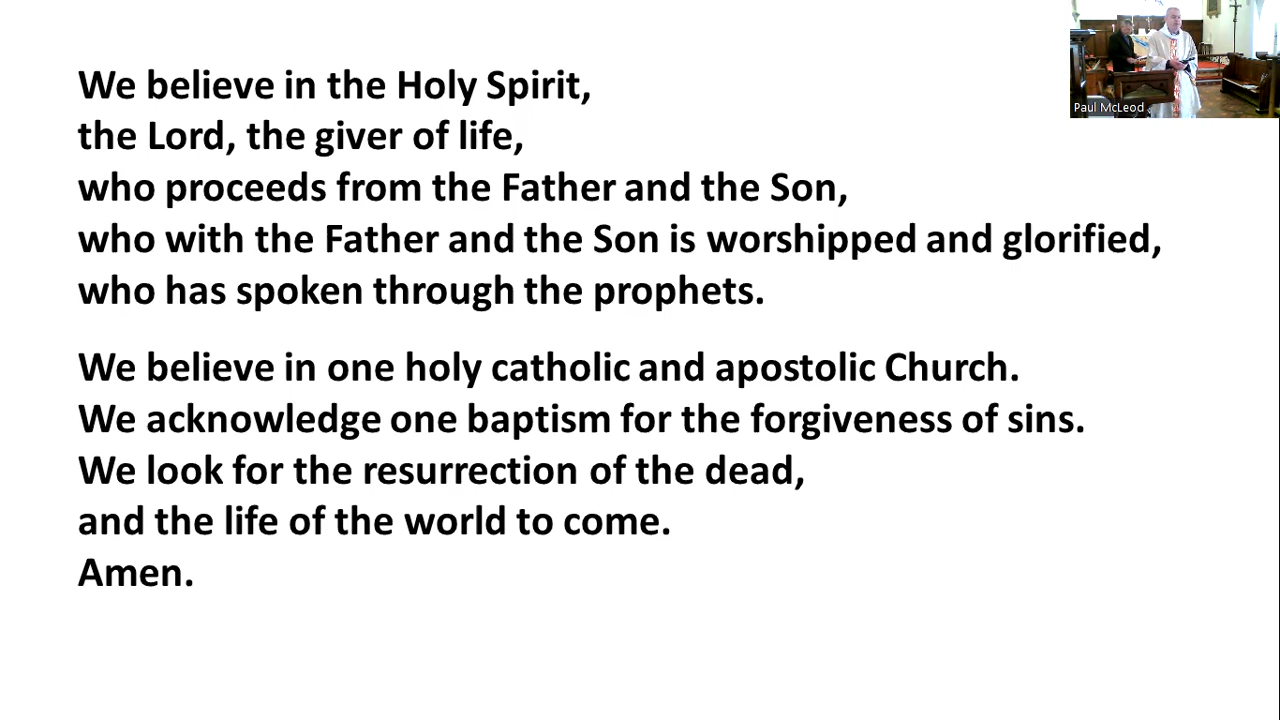 Paul McLeod
We believe in the Holy Spirit,
the Lord, the giver of life,
who proceeds from the Father and the Son,
who with the Father and the Son is worshipped and glorified,
who has spoken through the prophets.
We believe in one holy catholic and apostolic Church.
We acknowledge one baptism for the forgiveness of sins.
We look for the resurrection of the dead,
and the life of the world to come.
Amen.